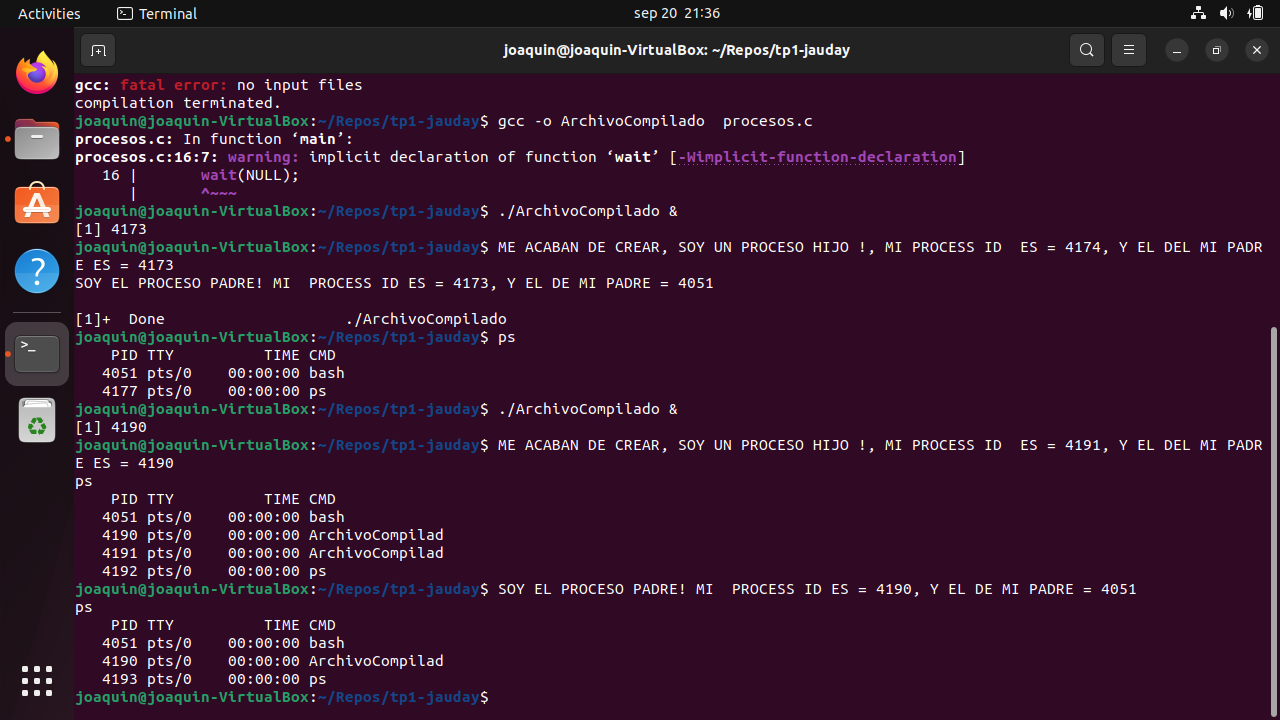 Activities Terminal sep 20 21:36
joaquin@joaquin-VirtualBox: ~/Repos/tp1-jauday
gcc: fatal error: no input files
compilation terminated.
joaquin@joaquin-VirtualBox:~/Repos/tp1-jauday$ gcc -o ArchivoCompilado  procesos.c
procesos.c: In function ‘main’:
procesos.c:16:7: warning: implicit declaration of function ‘wait’ [-Wimplicit-function-declaration]
   16 |       wait(NULL);
      |       ^~~~
joaquin@joaquin-VirtualBox:~/Repos/tp1-jauday$ ./ArchivoCompilado &
[1] 4173
joaquin@joaquin-VirtualBox:~/Repos/tp1-jauday$ ME ACABAN DE CREAR, SOY UN PROCESO HIJO !, MI PROCESS ID  ES = 4174, Y EL DEL MI PADR
E ES = 4173
SOY EL PROCESO PADRE! MI  PROCESS ID ES = 4173, Y EL DE MI PADRE = 4051
[1]+  Done                    ./ArchivoCompilado
joaquin@joaquin-VirtualBox:~/Repos/tp1-jauday$ ps
    PID TTY          TIME CMD
   4051 pts/0    00:00:00 bash
   4177 pts/0    00:00:00 ps
joaquin@joaquin-VirtualBox:~/Repos/tp1-jauday$ ./ArchivoCompilado &
[1] 4190
joaquin@joaquin-VirtualBox:~/Repos/tp1-jauday$ ME ACABAN DE CREAR, SOY UN PROCESO HIJO !, MI PROCESS ID  ES = 4191, Y EL DEL MI PADR
E ES = 4190
ps
    PID TTY          TIME CMD
   4051 pts/0    00:00:00 bash
   4190 pts/0    00:00:00 ArchivoCompilad
   4191 pts/0    00:00:00 ArchivoCompilad
   4192 pts/0    00:00:00 ps
joaquin@joaquin-VirtualBox:~/Repos/tp1-jauday$ SOY EL PROCESO PADRE! MI  PROCESS ID ES = 4190, Y EL DE MI PADRE = 4051
ps
    PID TTY          TIME CMD
   4051 pts/0    00:00:00 bash
   4190 pts/0    00:00:00 ArchivoCompilad
   4193 pts/0    00:00:00 ps
joaquin@joaquin-VirtualBox:~/Repos/tp1-jauday$